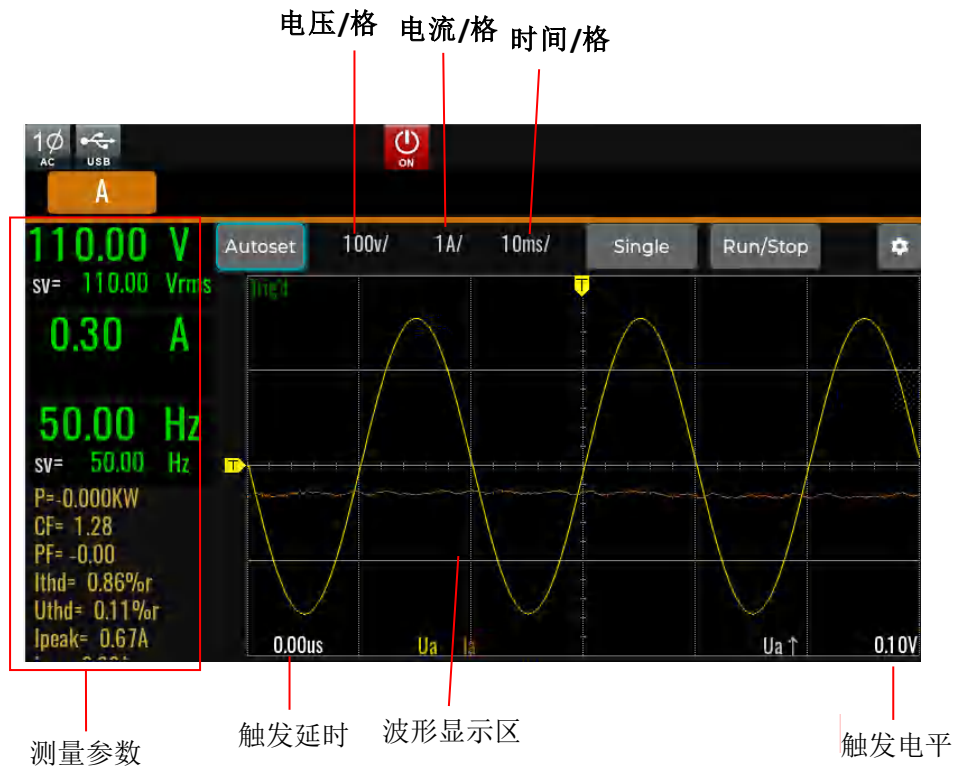 电压/格 电流/格 时间/格
1Ø
AC
USB
ON
A
110.00 V
sv= 110.00 Vrms
0.30 A
50.00 Hz
sv= 50.00 Hz
P=-0.000KW
CF= 1.28
PF= -0.00
Ithd= 0.86%r
Uthd= 0.11%r
Ipeak= 0.67A
Autoset 100v/ 1A/ 10ms/ Single Run/Stop
Trig'd
T
T
0.00us Ua Ia Ua↑ 0.10V
测量参数 触发延时 波形显示区 触发电平